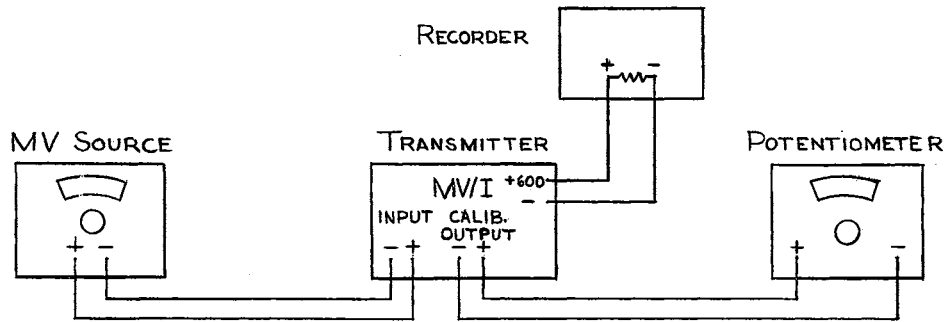 RECORDER
+ -
MV SOURCE
TRANSMITTER
POTENTIOMETER
MV/I +600
-
INPUT CALIB.
OUTPUT
+ -
- + - +
+ -